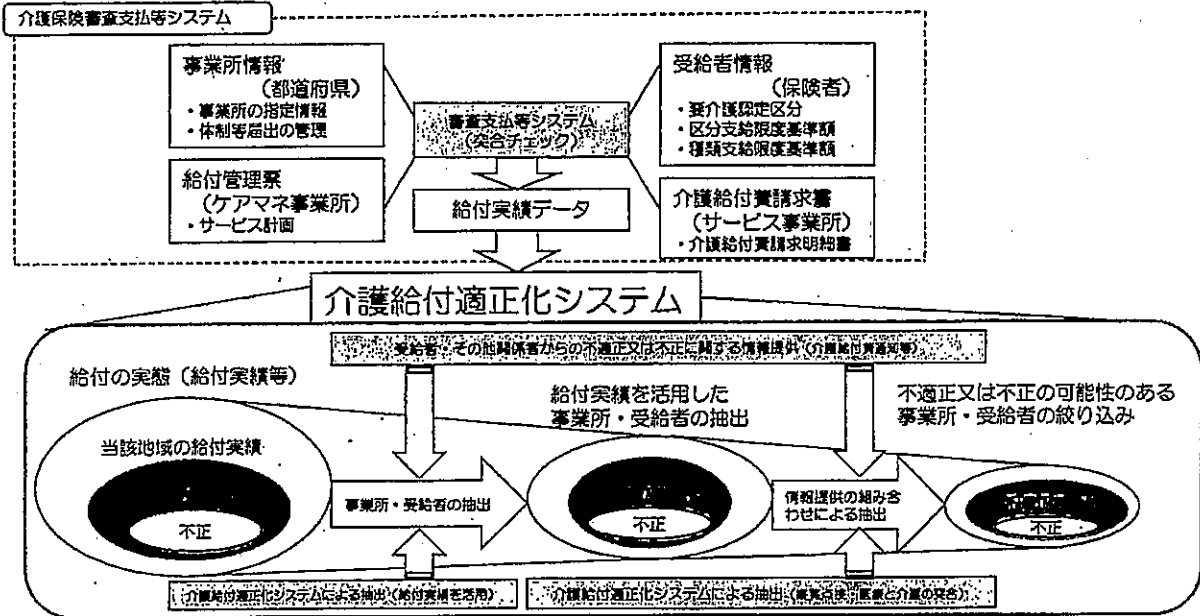 介護保険審査支払等システム
事業所情報
(都道府県)
・事業所の指定情報
・体制等届出の管理
給付管理票
(ケアマネ事業所)
・サービス計画
審査支払等システム
(突合チェック)
給付実績データ
受給者情報
(保険者)
・要介護認定区分
・区分支給限度基準額
・種類支給限度基準額
介護給付費請求書
(サービス事業所)
・介護給付費請求明細書
介護給付適正化システム
受給者・その他関係者からの不適正又は不正に関する情報提供(介護給付費通知等)
給付の実態(給付実績等)
当該地域の給付実績
不正
事業所・受給者の抽出
給付実績を活用した
事業所・受給者の抽出
不正
情報提供の組み合
わせによる抽出
不適正又は不正の可能性のある
事業所・受給者の絞り込み
不正
介護給付適正化システムによる抽出(給付実績を活用)
介護給付適正化システムによる抽出(縦覧点検・医療と介護の突合)